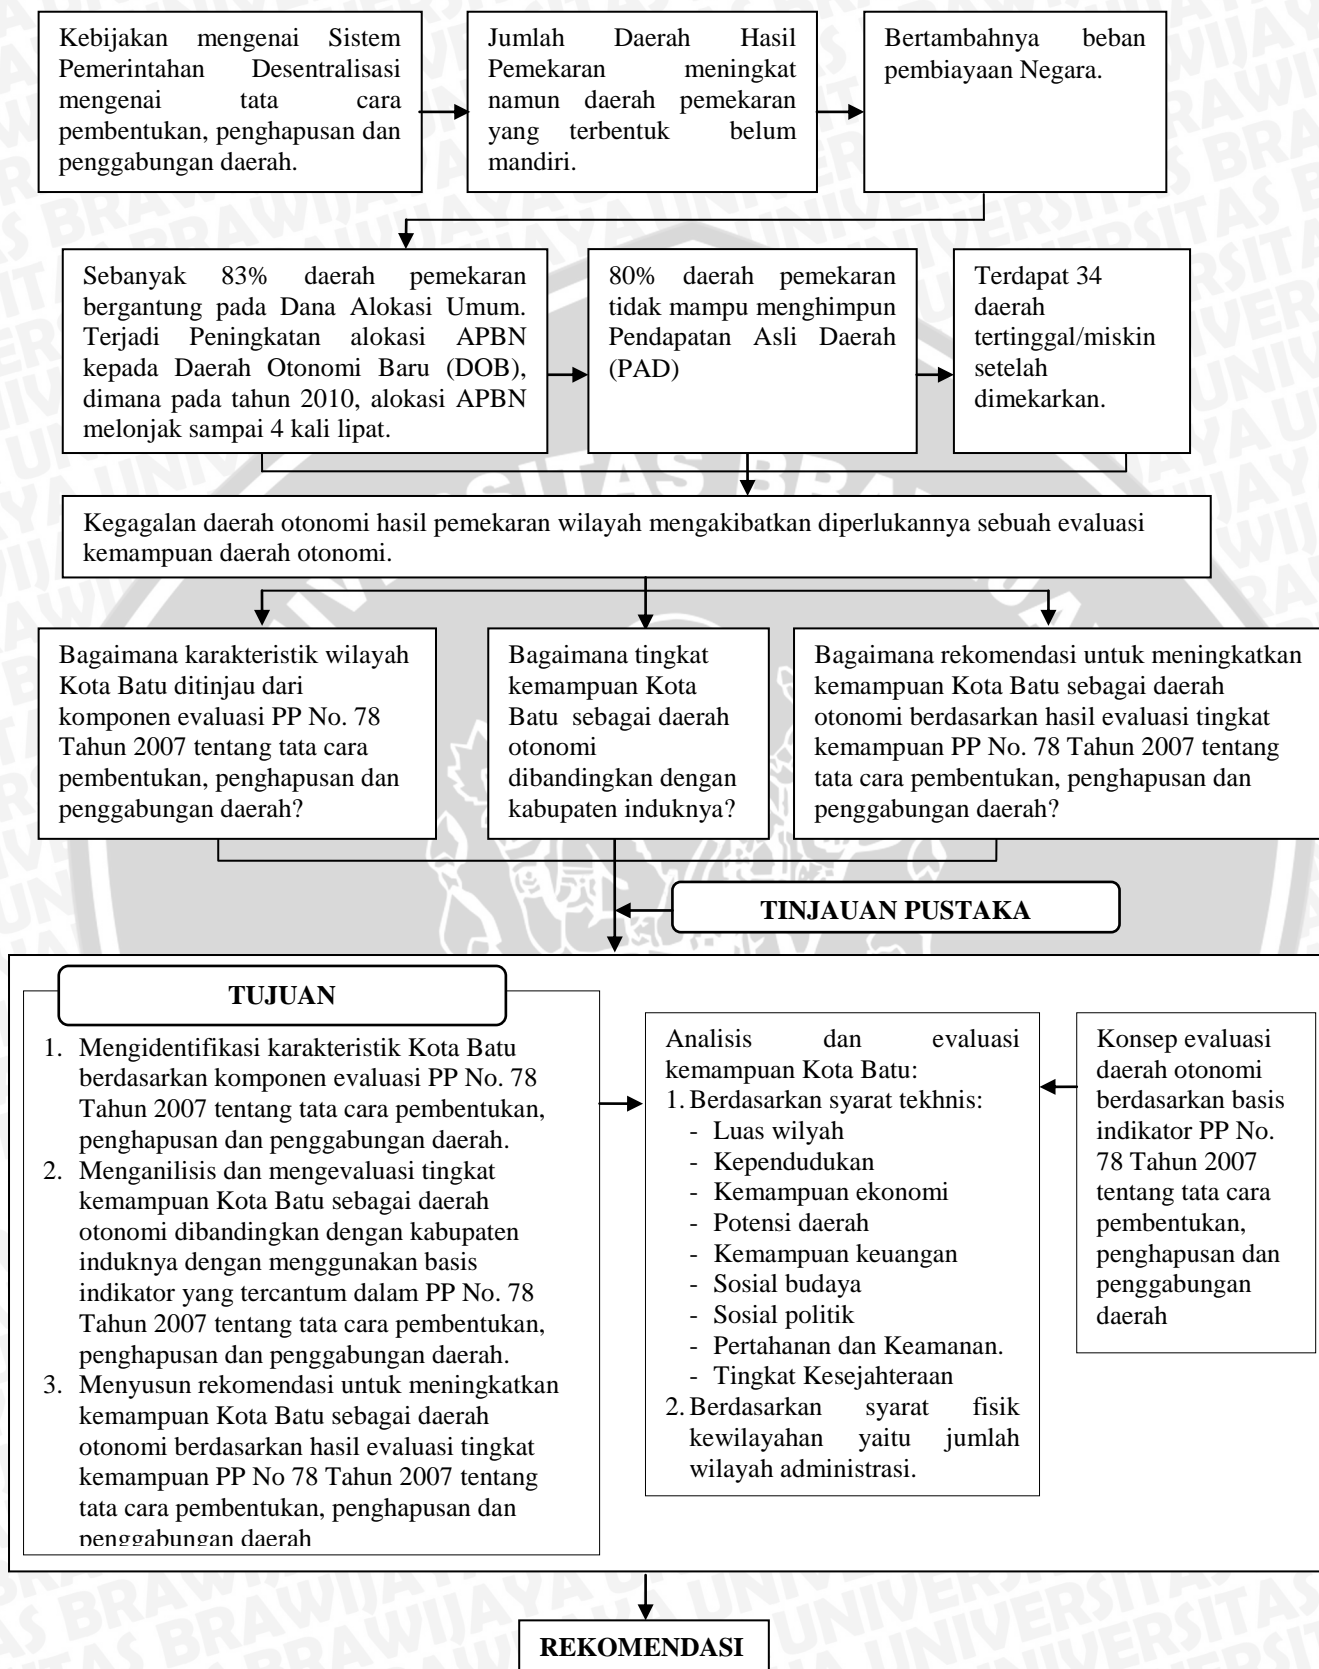 Kebijakan mengenai Sistem
Pemerintahan Desentralisasi
mengenai tata cara
pembentukan, penghapusan dan
penggabungan daerah.
Jumlah Daerah Hasil
Pemekaran meningkat
namun daerah pemekaran
yang terbentuk belum
mandiri.
Bertambahnya beban
pembiayaan Negara.
Sebanyak 83% daerah pemekaran
bergantung pada Dana Alokasi Umum.
Terjadi Peningkatan alokasi APBN
kepada Daerah Otonomi Baru (DOB),
dimana pada tahun 2010, alokasi APBN
melonjak sampai 4 kali lipat.
80% daerah pemekaran
tidak mampu menghimpun
Pendapatan Asli Daerah
(PAD)
Terdapat 34
daerah
tertinggal/miskin
setelah
dimekarkan.
Kegagalan daerah otonomi hasil pemekaran wilayah mengakibatkan diperlukannya sebuah evaluasi
kemampuan daerah otonomi.
Bagaimana karakteristik wilayah
Kota Batu ditinjau dari
komponen evaluasi PP No. 78
Tahun 2007 tentang tata cara
pembentukan, penghapusan dan
penggabungan daerah?
Bagaimana tingkat
kemampuan Kota
Batu sebagai daerah
otonomi
dibandingkan dengan
kabupaten induknya?
Bagaimana rekomendasi untuk meningkatkan
kemampuan Kota Batu sebagai daerah
otonomi berdasarkan hasil evaluasi tingkat
kemampuan PP No. 78 Tahun 2007 tentang
tata cara pembentukan, penghapusan dan
penggabungan daerah?
TINJAUAN PUSTAKA
TUJUAN
1. Mengidentifikasi karakteristik Kota Batu
berdasarkan komponen evaluasi PP No. 78
Tahun 2007 tentang tata cara pembentukan,
penghapusan dan penggabungan daerah.
2. Menganilisis dan mengevaluasi tingkat
kemampuan Kota Batu sebagai daerah
otonomi dibandingkan dengan kabupaten
induknya dengan menggunakan basis
indikator yang tercantum dalam PP No. 78
Tahun 2007 tentang tata cara pembentukan,
penghapusan dan penggabungan daerah.
3. Menyusun rekomendasi untuk meningkatkan
kemampuan Kota Batu sebagai daerah
otonomi berdasarkan hasil evaluasi tingkat
kemampuan PP No 78 Tahun 2007 tentang
tata cara pembentukan, penghapusan dan
penggabungan daerah
Analisis dan evaluasi
kemampuan Kota Batu:
1. Berdasarkan syarat tekhnis:
- Luas wilyah
- Kependudukan
- Kemampuan ekonomi
- Potensi daerah
- Kemampuan keuangan
- Sosial budaya
- Sosial politik
- Pertahanan dan Keamanan.
- Tingkat Kesejahteraan
2. Berdasarkan syarat fisik
kewilayahan yaitu jumlah
wilayah administrasi.
Konsep evaluasi
daerah otonomi
berdasarkan basis
indikator PP No.
78 Tahun 2007
tentang tata cara
pembentukan,
penghapusan dan
penggabungan
daerah
REKOMENDASI